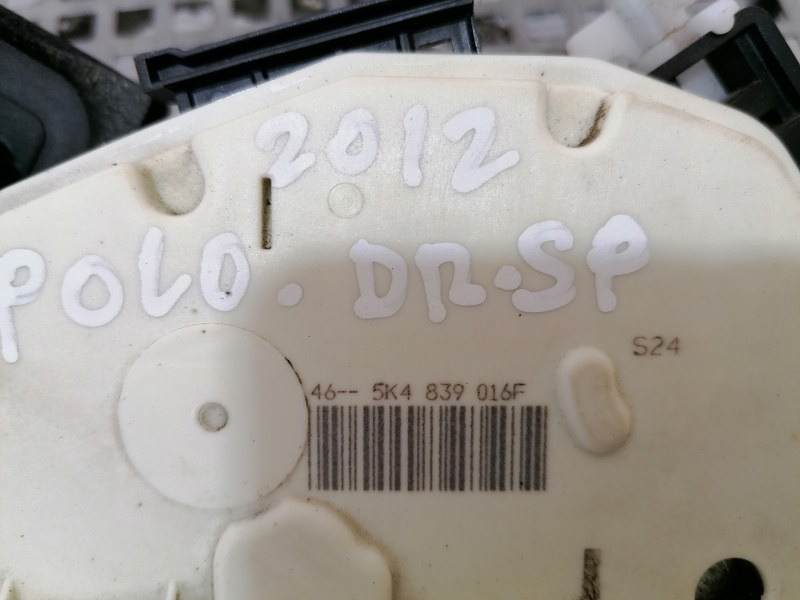 2012
POLO. DR.SP
S24
46-- 5K4 839 016F